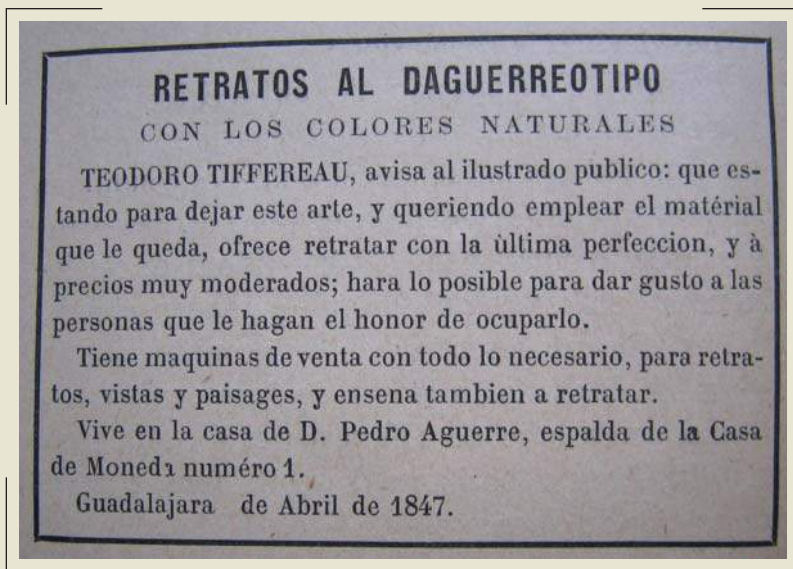 RETRATOS AL DAGUERREOTIPO
CON LOS COLORES NATURALES
TEODORO TIFFEREAU, avisa al ilustrado publico: que es-
tando para dejar este arte, y queriendo emplear el matérial
que le queda, ofrece retratar con la ùltima perfeccion, y à
precios muy moderados; hara lo posible para dar gusto a las
personas que le hagan el honor de ocuparlo.
Tiene maquinas de venta con todo lo necesario, para retra-
tos, vistas y paisages, y ensena tambien a retratar.
Vive en la casa de D. Pedro Aguerre, espalda de la Casa
de Moneda numéro 1.
Guadalajara de Abril de 1847.